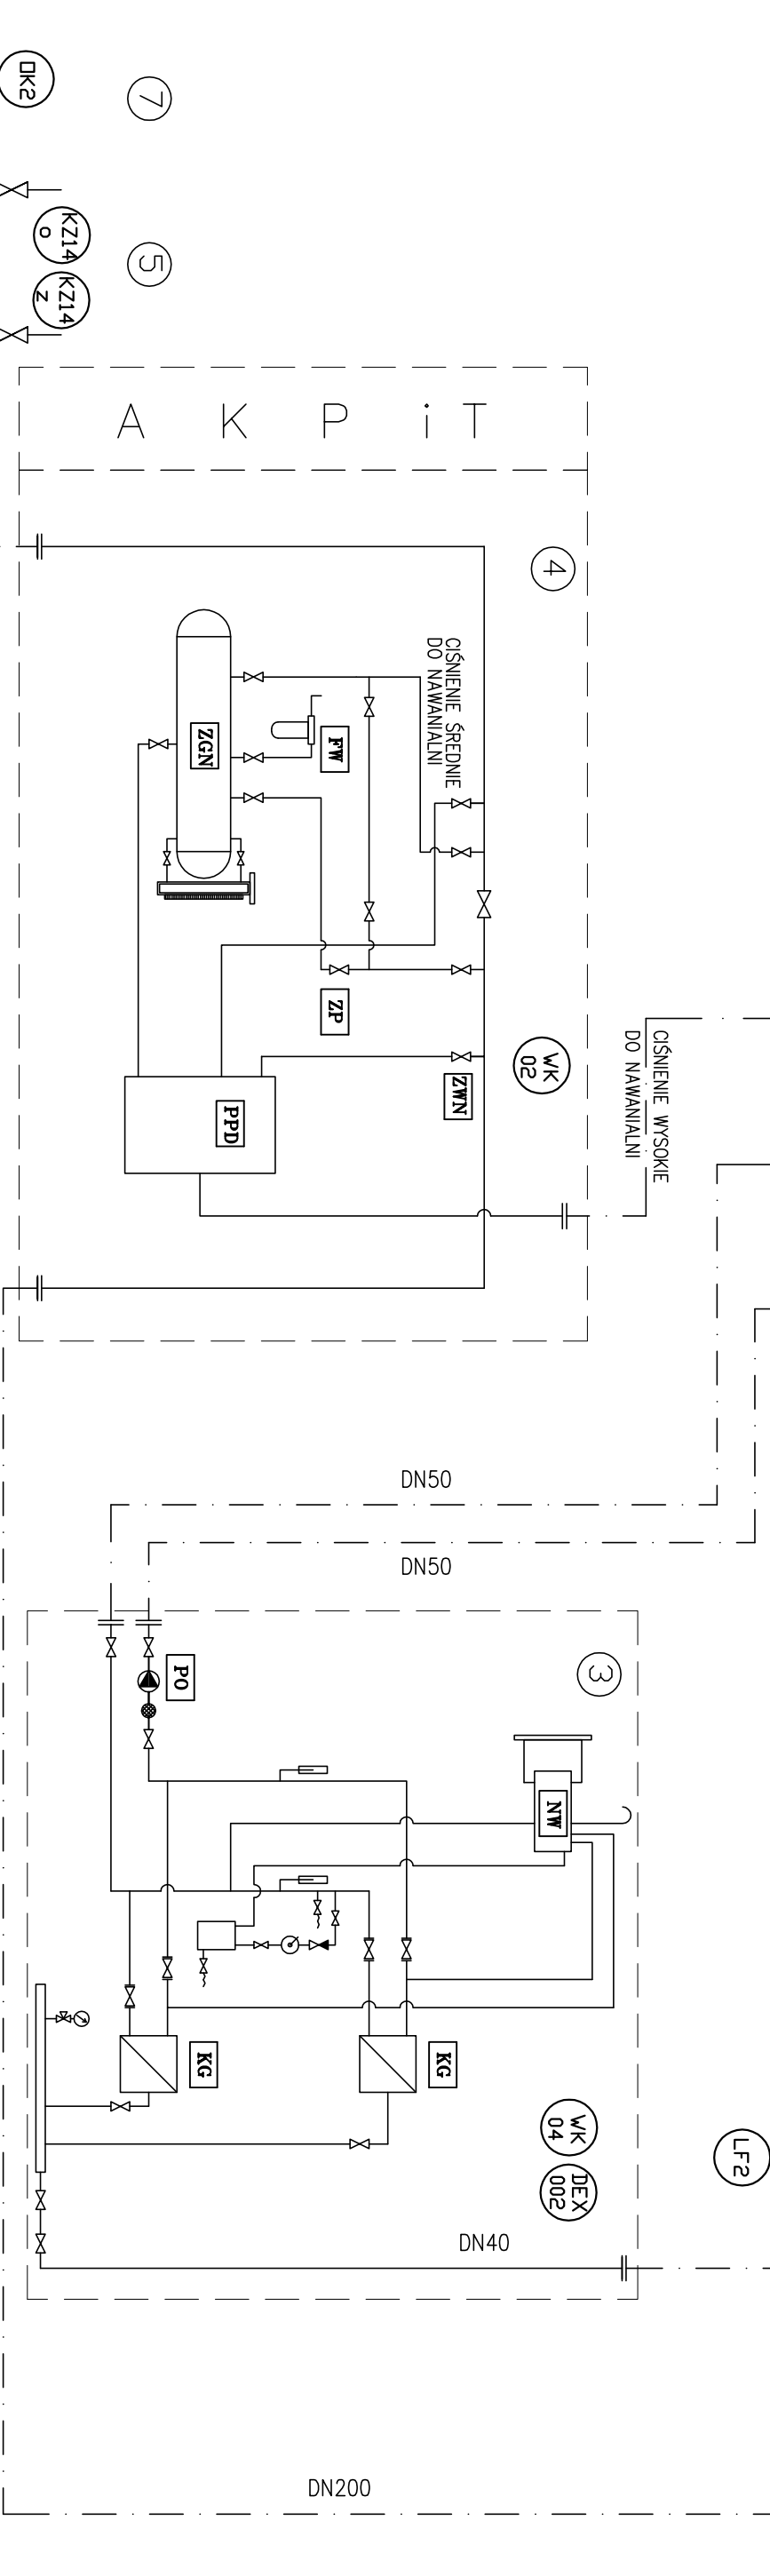 OK2
7
KZ14
o
5
KZ14
z
A K P i T
4
CIŚNIENIE ŚREDNIE
DO NAWANIALNI
ZGN
FW
ZP
WK
02
CIŚNIENIE WYSOKIE
DO NAWANIALNI
ZWN
PPD
DN50
DN50
3
PO
NW
KG
KG
WK
04
DEX
002
LF2
DN40
DN200